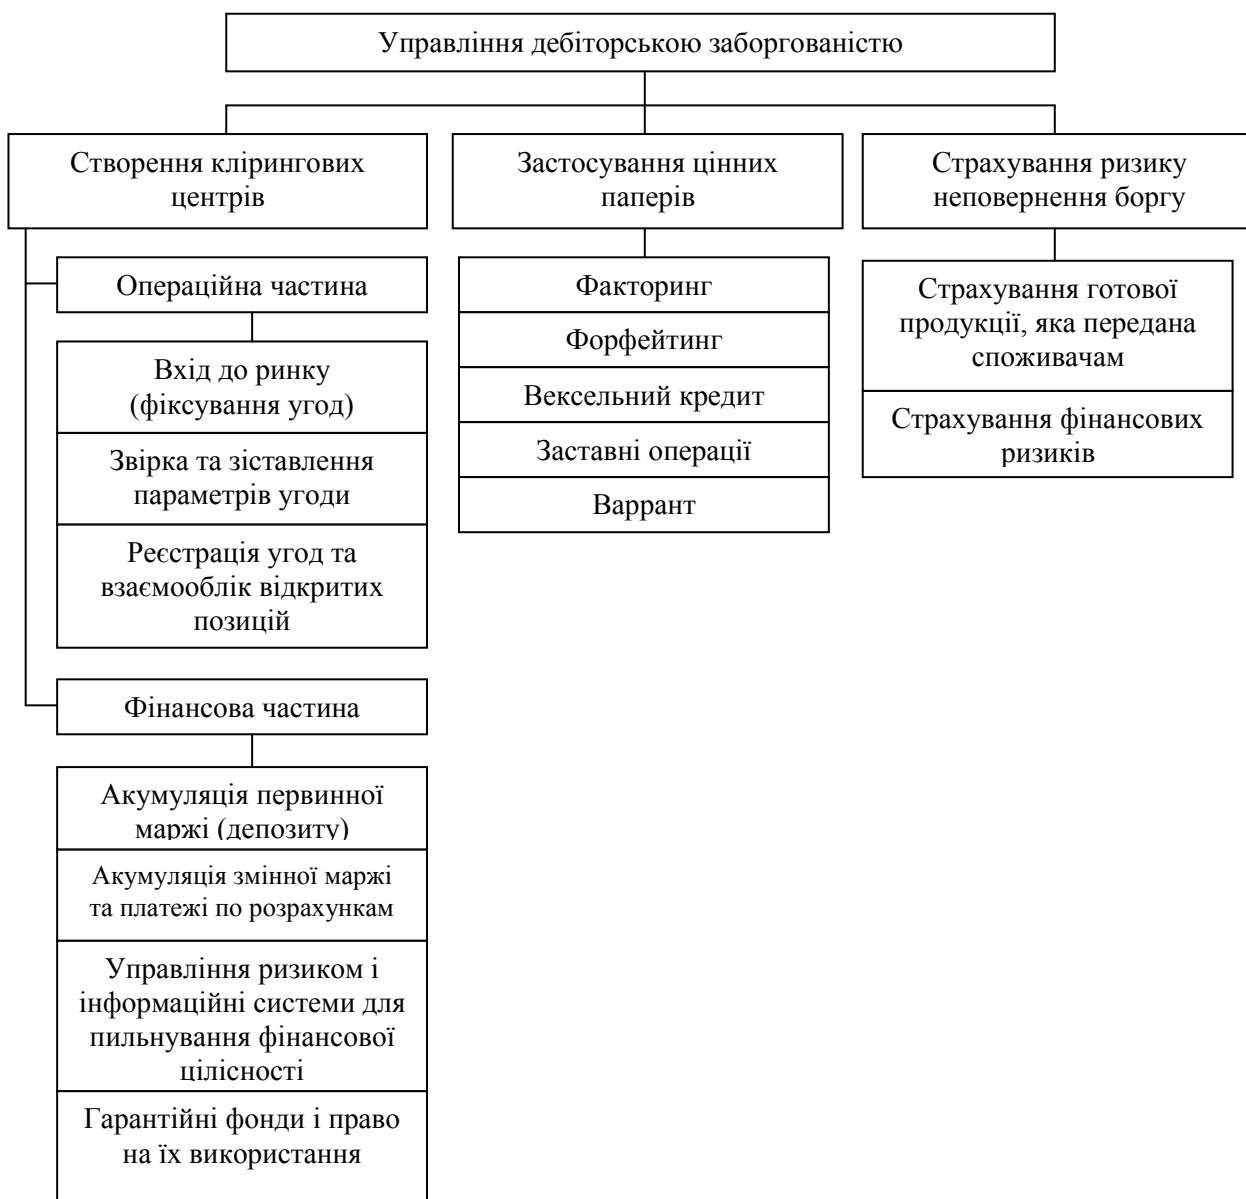 Управління дебіторською заборгованістю
Створення клірингових
центрів
Застосування цінних
паперів
Страхування ризику
неповернення боргу
Операційна частина
Вхід до ринку
(фіксування угод)
Звірка та зіставлення
параметрів угоди
Реєстрація угод та
взаємооблік відкритих
позицій
Фінансова частина
Акумуляція первинної
маржі (депозиту)
Акумуляція змінної маржі
та платежі по розрахункам
Управління ризиком і
інформаційні системи для
пильнування фінансової
цілісності
Гарантійні фонди і право
на їх використання
Факторинг
Форфейтинг
Вексельний кредит
Заставні операції
Варрант
Страхування готової
продукції, яка передана
споживачам
Страхування фінансових
ризиків